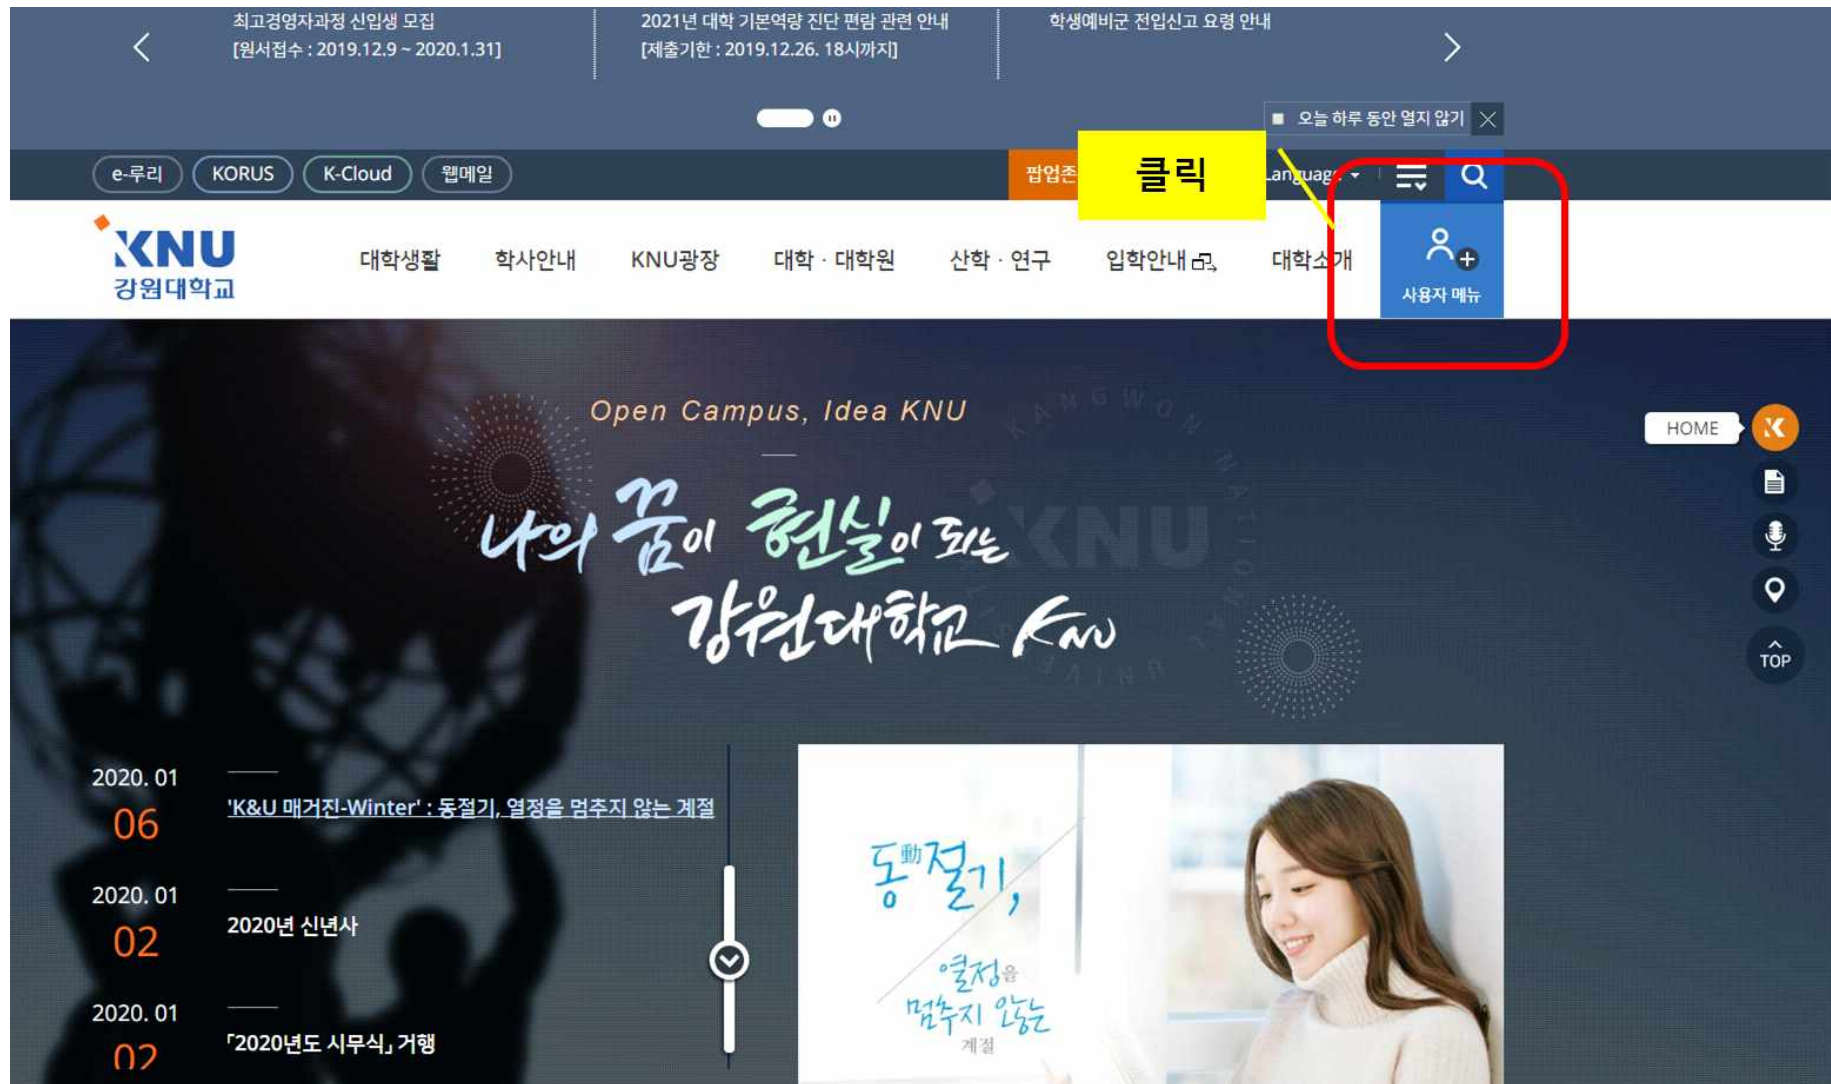 최고경영자과정 신입생 모집
[원서접수 : 2019.12.9 ~ 2020.1.31]
2021년 대학 기본역량 진단 편람 관련 안내
[제출기한 : 2019.12.26. 18시까지]
학생예비군 전입신고 요령 안내
오늘 하루 동안 열지 않기
e-루리
KORUS
K-Cloud
웹메일
팝업존
클릭
Language
KNU
강원대학교
대학생활
학사안내
KNU광장
대학 · 대학원
산학 · 연구
입학안내
대학소개
사용자 메뉴
Open Campus, Idea KNU
나의 꿈이 현실이 되는
강원대학교 KNU
KANGWON NATIONAL UNIVERSITY
KNU
HOME
TOP
2020. 01
06
'K&U 매거진-Winter' : 동절기, 열정을 멈추지 않는 계절
2020. 01
02
2020년 신년사
2020. 01
02
「2020년도 시무식」 거행
동動절기,
열정을
멈추지 않는
계절